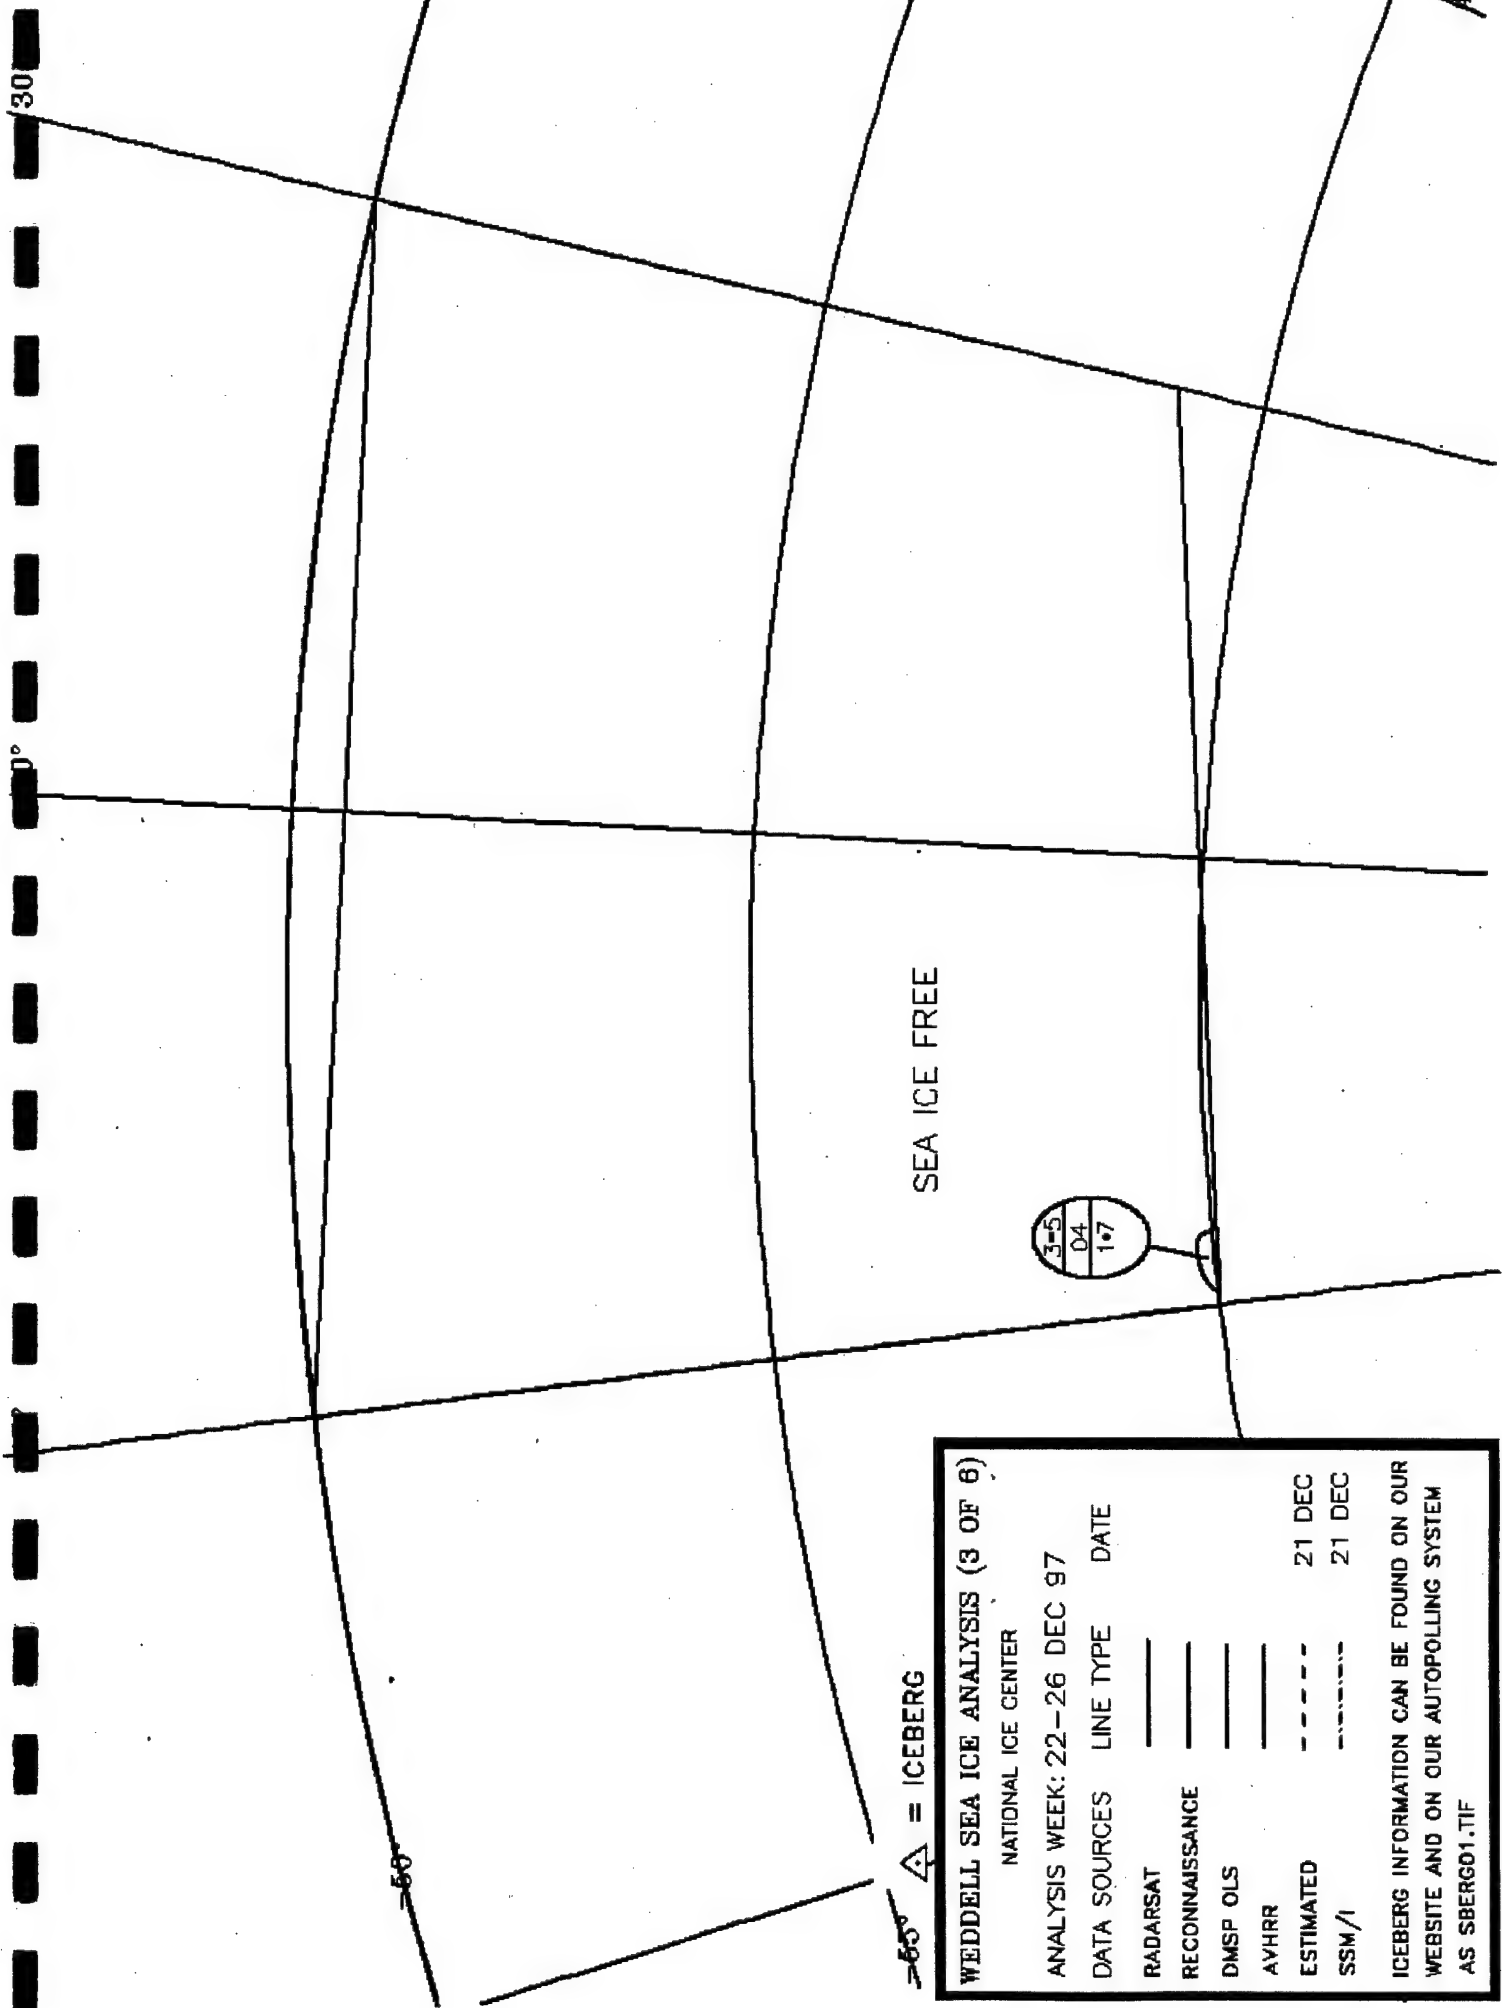 30
0°
°
SEA ICE FREE
3-5
04
1•7
-50°
-55°
= ICEBERG
WEDDELL SEA ICE ANALYSIS (3 OF 6)
NATIONAL ICE CENTER
ANALYSIS WEEK: 22-26 DEC 97
DATA SOURCES LINE TYPE DATE
RADARSAT
RECONNAISSANCE
DMSP OLS
AVHRR
ESTIMATED 21 DEC
SSM/I 21 DEC
ICEBERG INFORMATION CAN BE FOUND ON OUR
WEBSITE AND ON OUR AUTOPOLLING SYSTEM
AS SBERG01.TIF